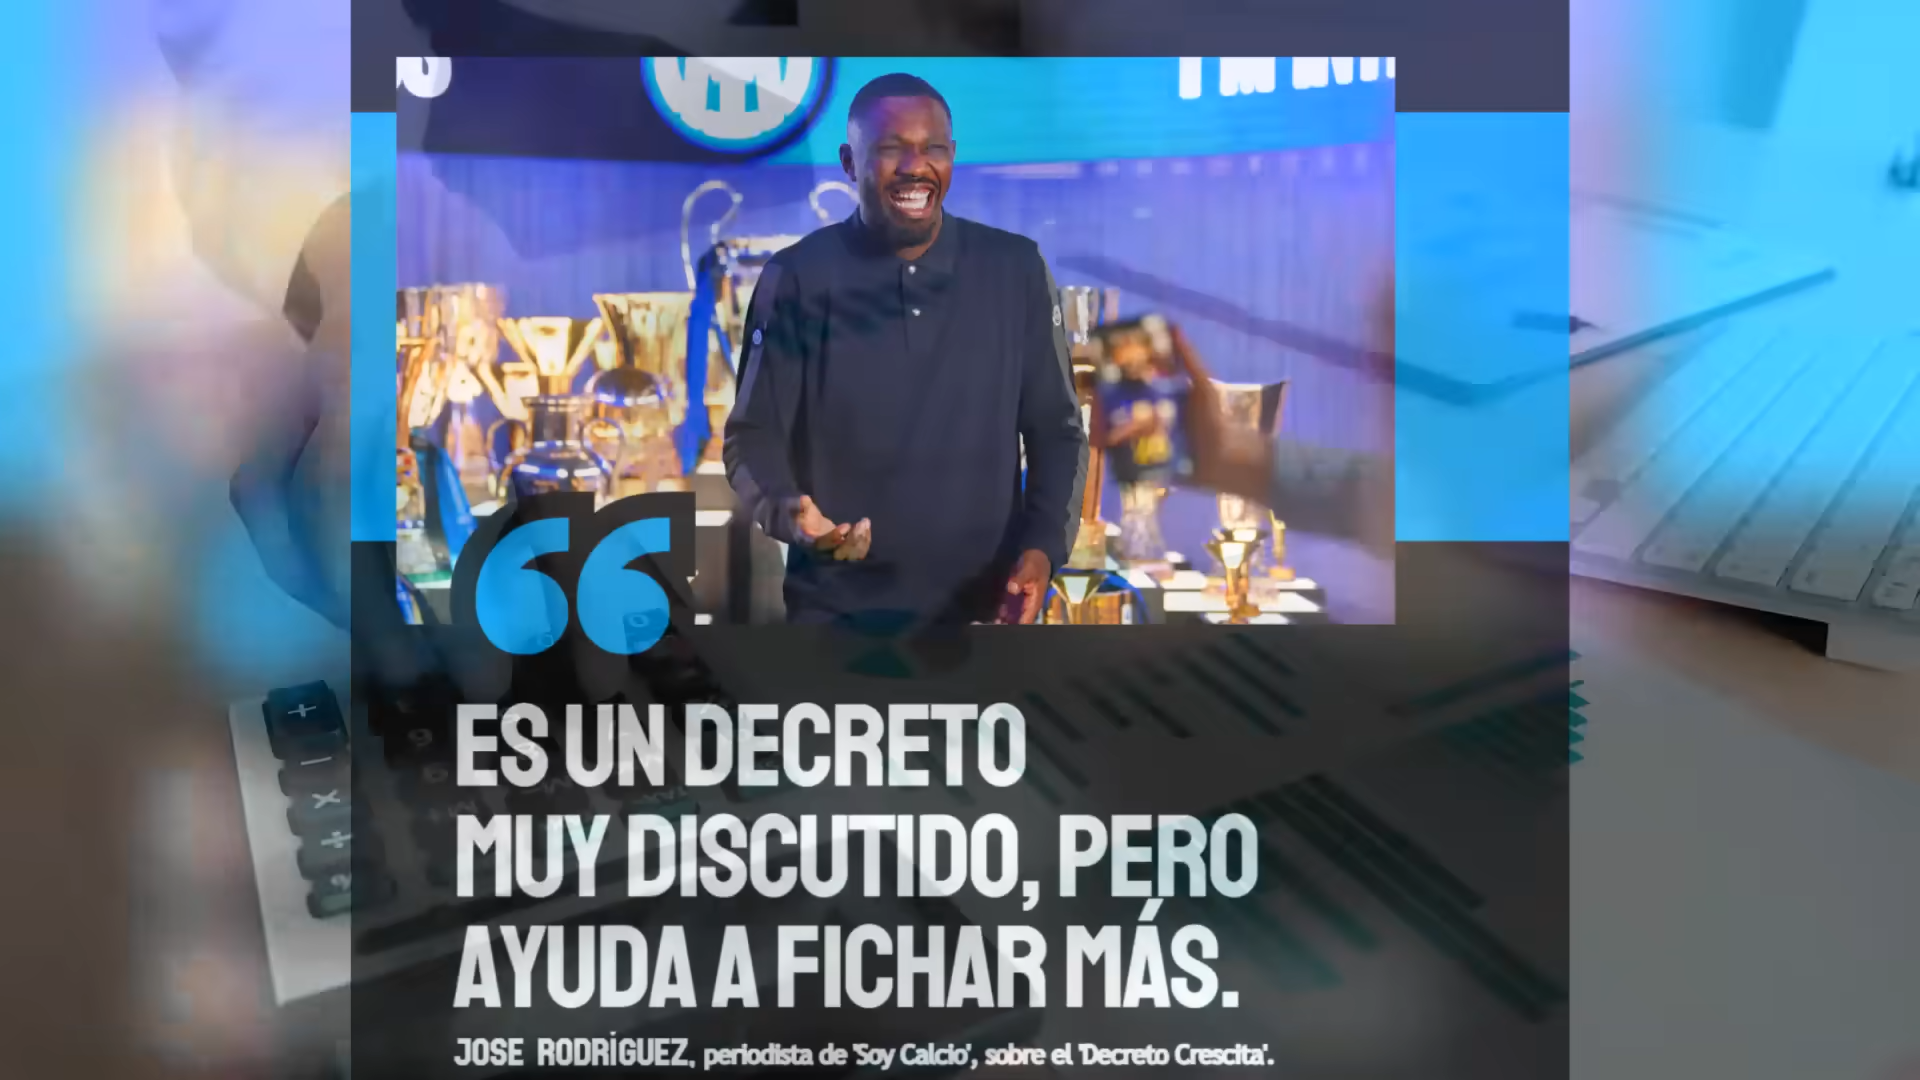 ES UN DECRETO
MUY DISCUTIDO, PERO
AYUDA A FICHAR MÁS.
JOSE RODRÍGUEZ, periodista de 'Soy Calcio', sobre el 'Decreto Crescita'.